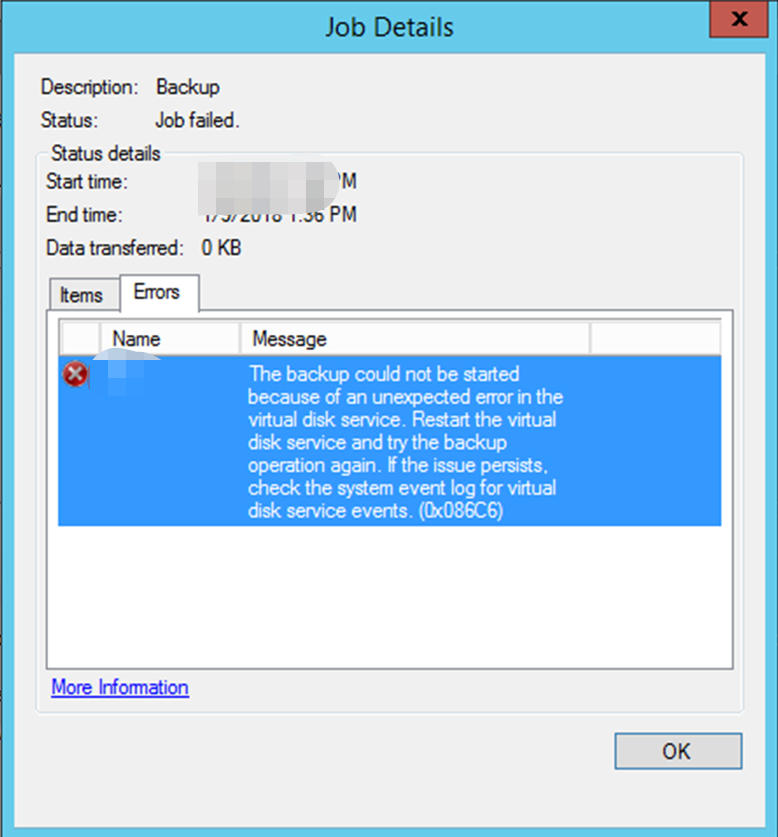 Job Details
Description: Backup
Status: Job failed.
Status details
Start time: PM
End time: 1/5/2018 1:36 PM
Data transferred: 0 KB
Items Errors
Name Message
The backup could not be started
because of an unexpected error in the
virtual disk service. Restart the virtual
disk service and try the backup
operation again. If the issue persists,
check the system event log for virtual
disk service events. (0x086C6)
More Information
OK